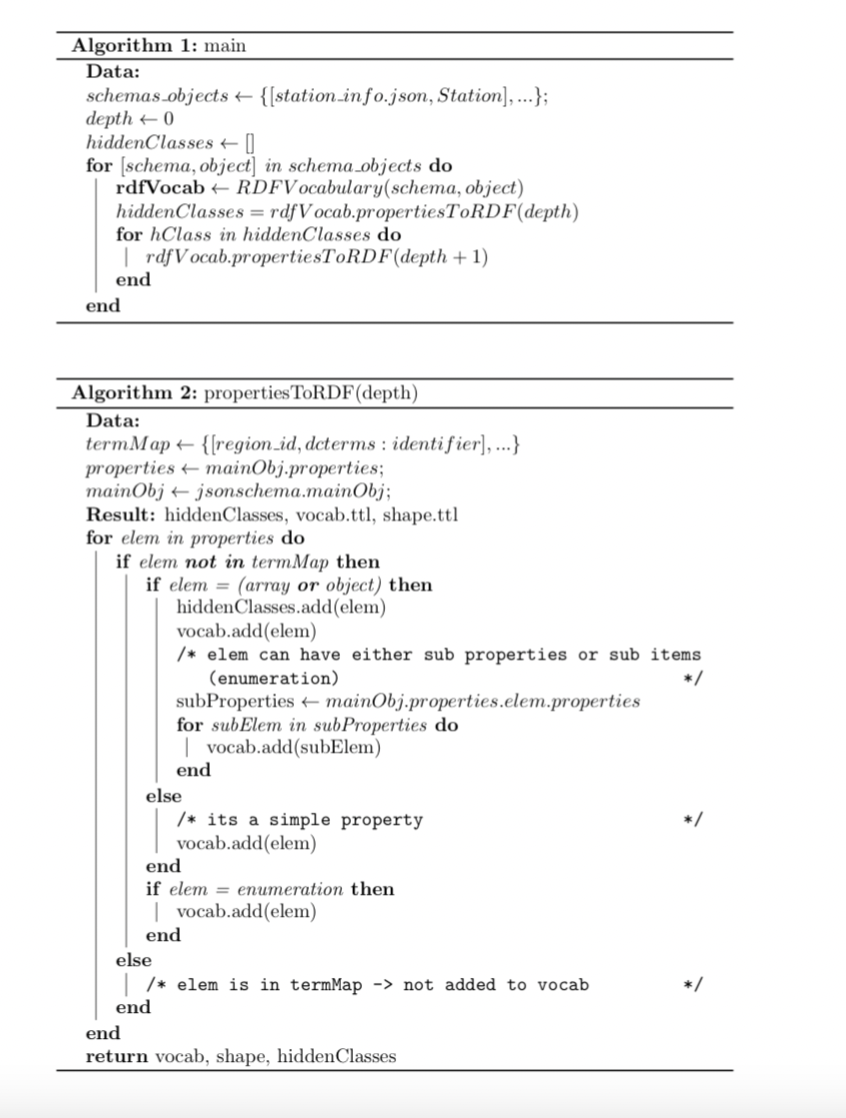 Algorithm 1: main
Data:
schemas_objects ← {[station_info.json, Station], ...};
depth ← 0
hiddenClasses ← []
for [schema, object] in schema_objects do
rdfVocab ← RDFVocabulary(schema, object)
hiddenClasses = rdfVocab.propertiesToRDF(depth)
for hClass in hiddenClasses do
rdfVocab.propertiesToRDF(depth + 1)
end
end
Algorithm 2: propertiesToRDF(depth)
Data:
termMap ← {[region_id, dcterms : identifier], ...}
properties ← mainObj.properties;
mainObj ← jsonschema.mainObj;
Result: hiddenClasses, vocab.ttl, shape.ttl
for elem in properties do
if elem not in termMap then
if elem = (array or object) then
hiddenClasses.add(elem)
vocab.add(elem)
/* elem can have either sub properties or sub items
(enumeration) */
subProperties ← mainObj.properties.elem.properties
for subElem in subProperties do
vocab.add(subElem)
end
else
/* its a simple property */
vocab.add(elem)
end
if elem = enumeration then
vocab.add(elem)
end
else
/* elem is in termMap -> not added to vocab */
end
end
return vocab, shape, hiddenClasses